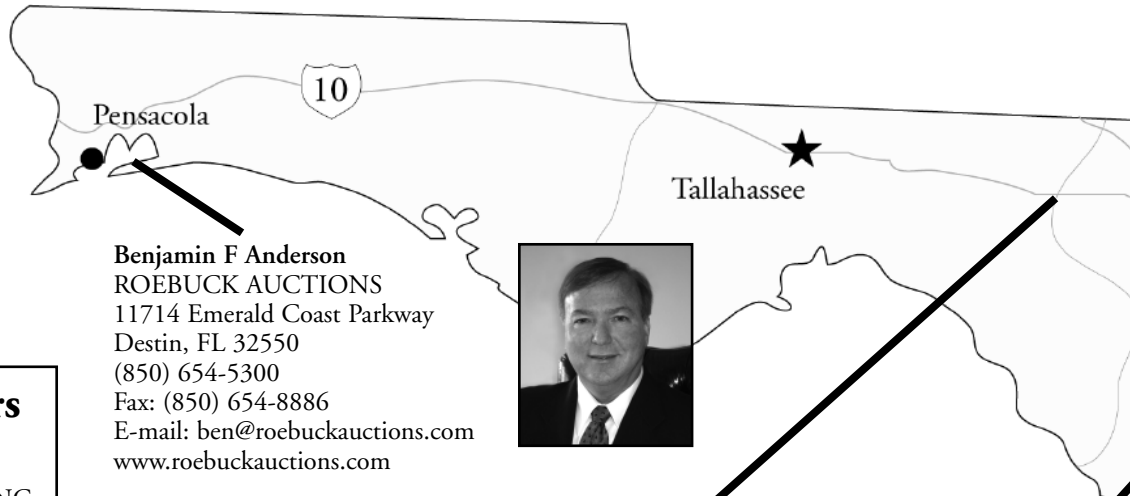 10
Pensacola
Tallahassee
Benjamin F Anderson
ROEBUCK AUCTIONS
11714 Emerald Coast Parkway
Destin, FL 32550
(850) 654-5300
Fax: (850) 654-8886
E-mail: ben@roebuckauctions.com
www.roebuckauctions.com
rs